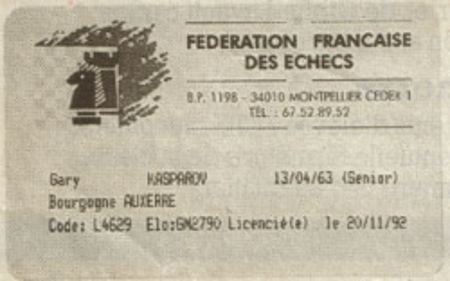 FEDERATION FRANCAISE
DES ECHECS
B.P. 1198 - 34010 MONTPELLIER CEDEX 1
TÉL. : 67.52.89.52
Gary KASPAROV 13/04/63 (Senior)
Bourgogne AUXERRE
Code: L4629 Elo:GM2790 Licencié(e) le 20/11/92